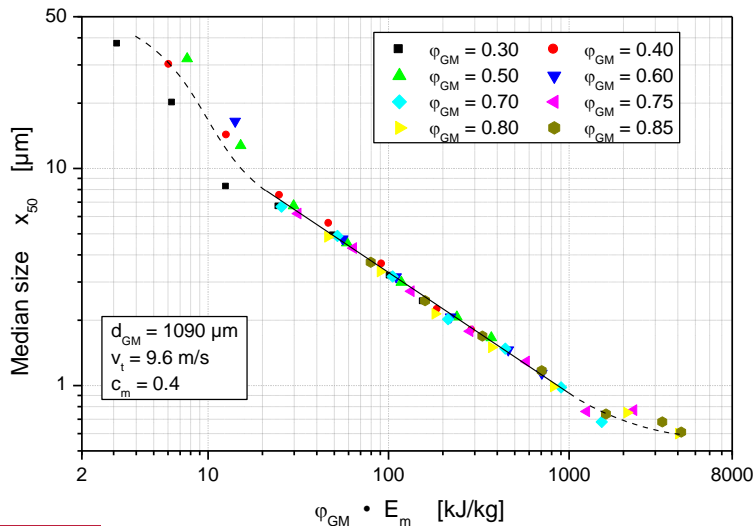 50
10
1
Median size x₅₀ [µm]
φGM = 0.30
φGM = 0.40
φGM = 0.50
φGM = 0.60
φGM = 0.70
φGM = 0.75
φGM = 0.80
φGM = 0.85
dGM = 1090 µm
vt = 9.6 m/s
cm = 0.4
2 10 100 1000 8000
φGM • Em [kJ/kg]